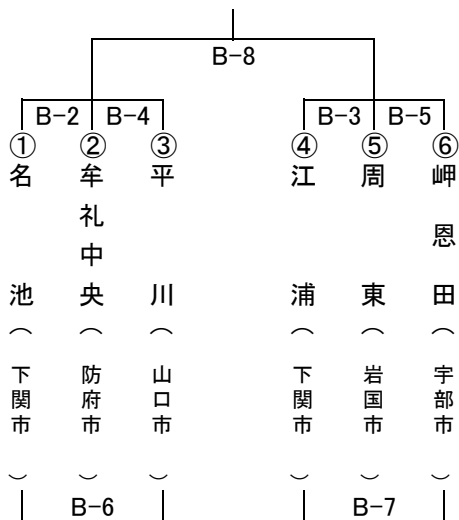 B-8
B-2 B-4 B-3 B-5
①名池（下関市）
②牟礼中央（防府市）
③平川（山口市）
④江浦（下関市）
⑤周東（岩国市）
⑥岬恩田（宇部市）
B-6 B-7